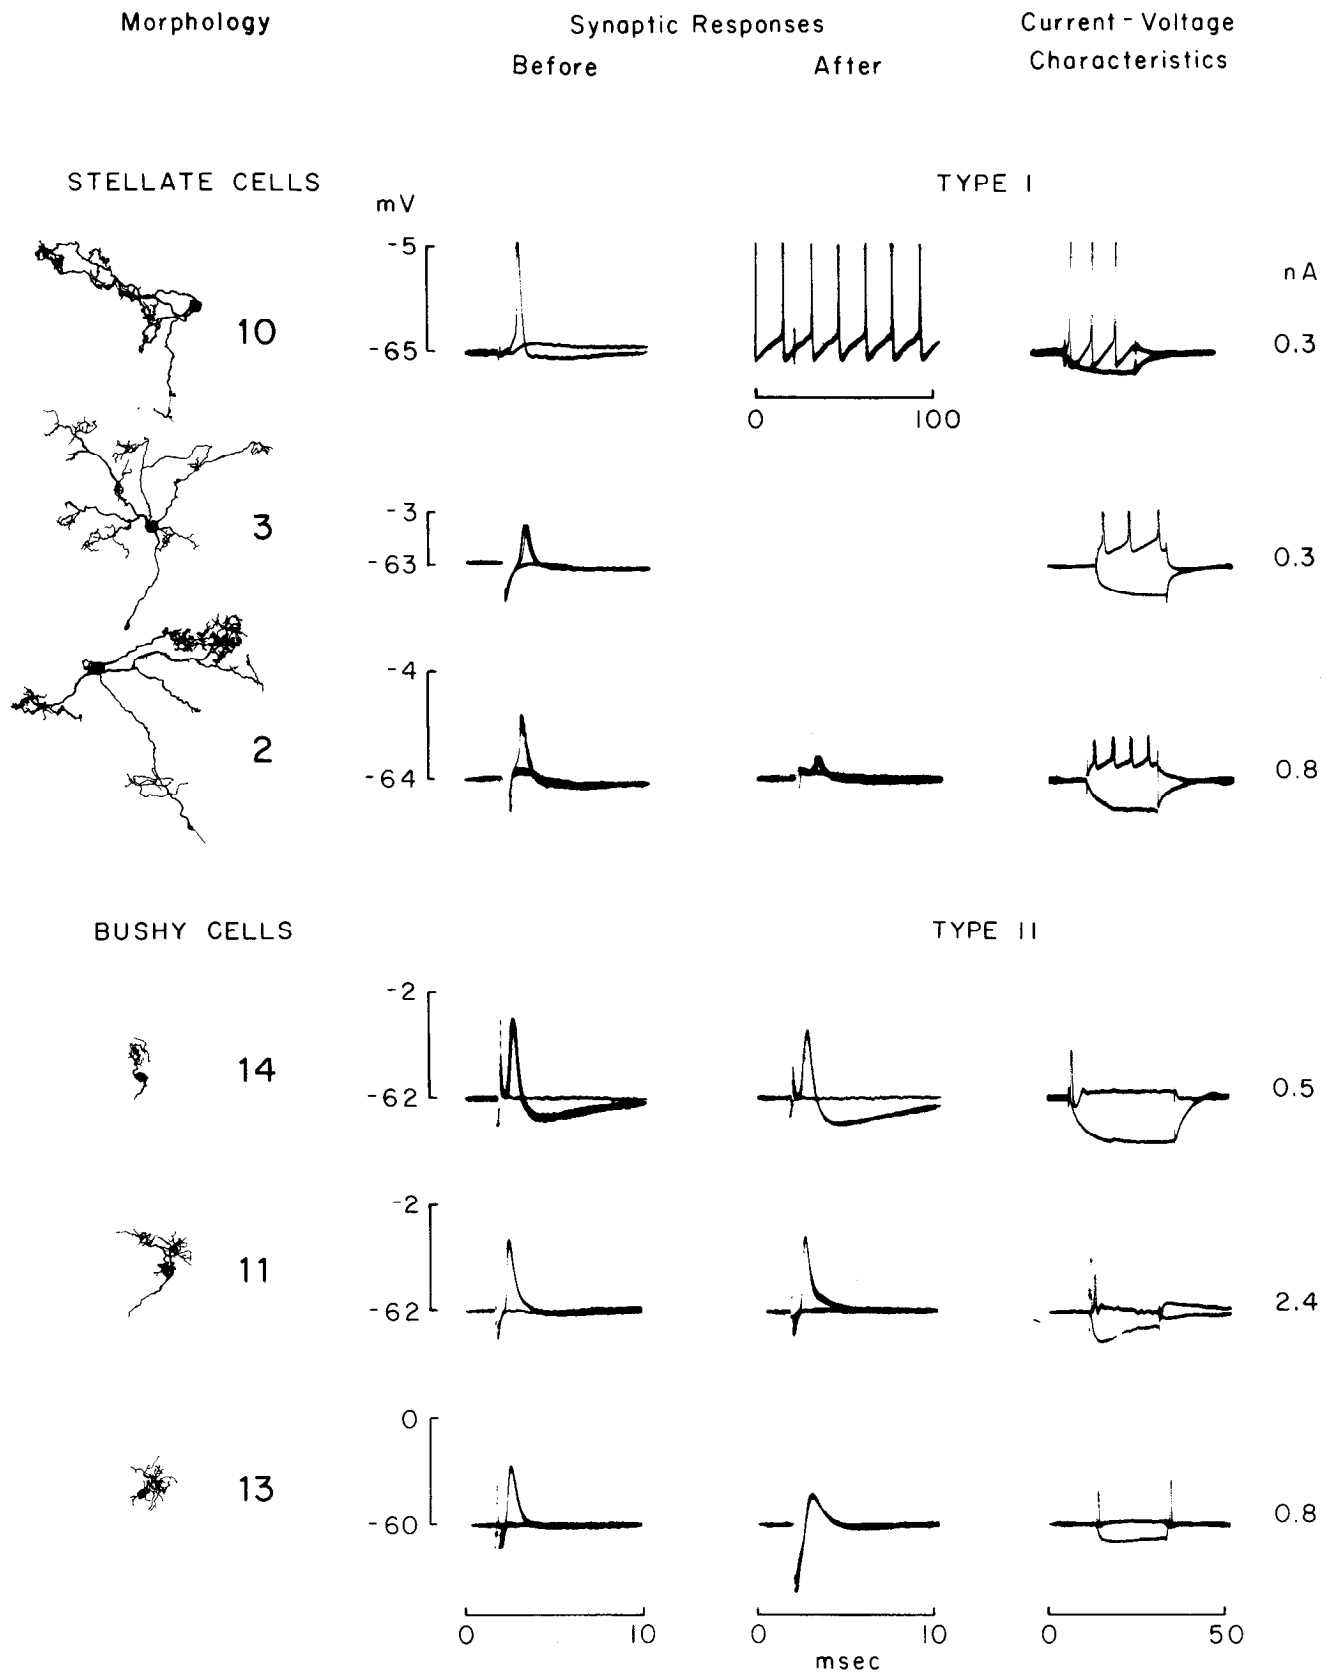 Morphology
Synaptic Responses
Current-Voltage
Characteristics
Before
After
STELLATE CELLS
TYPE I
mV
nA
-5
-65
10
0.3
0
100
-3
-63
3
0.3
-4
-64
2
0.8
BUSHY CELLS
TYPE II
-2
-62
14
0.5
-2
-62
11
2.4
0
-60
13
0.8
0
10
0
10
0
50
msec